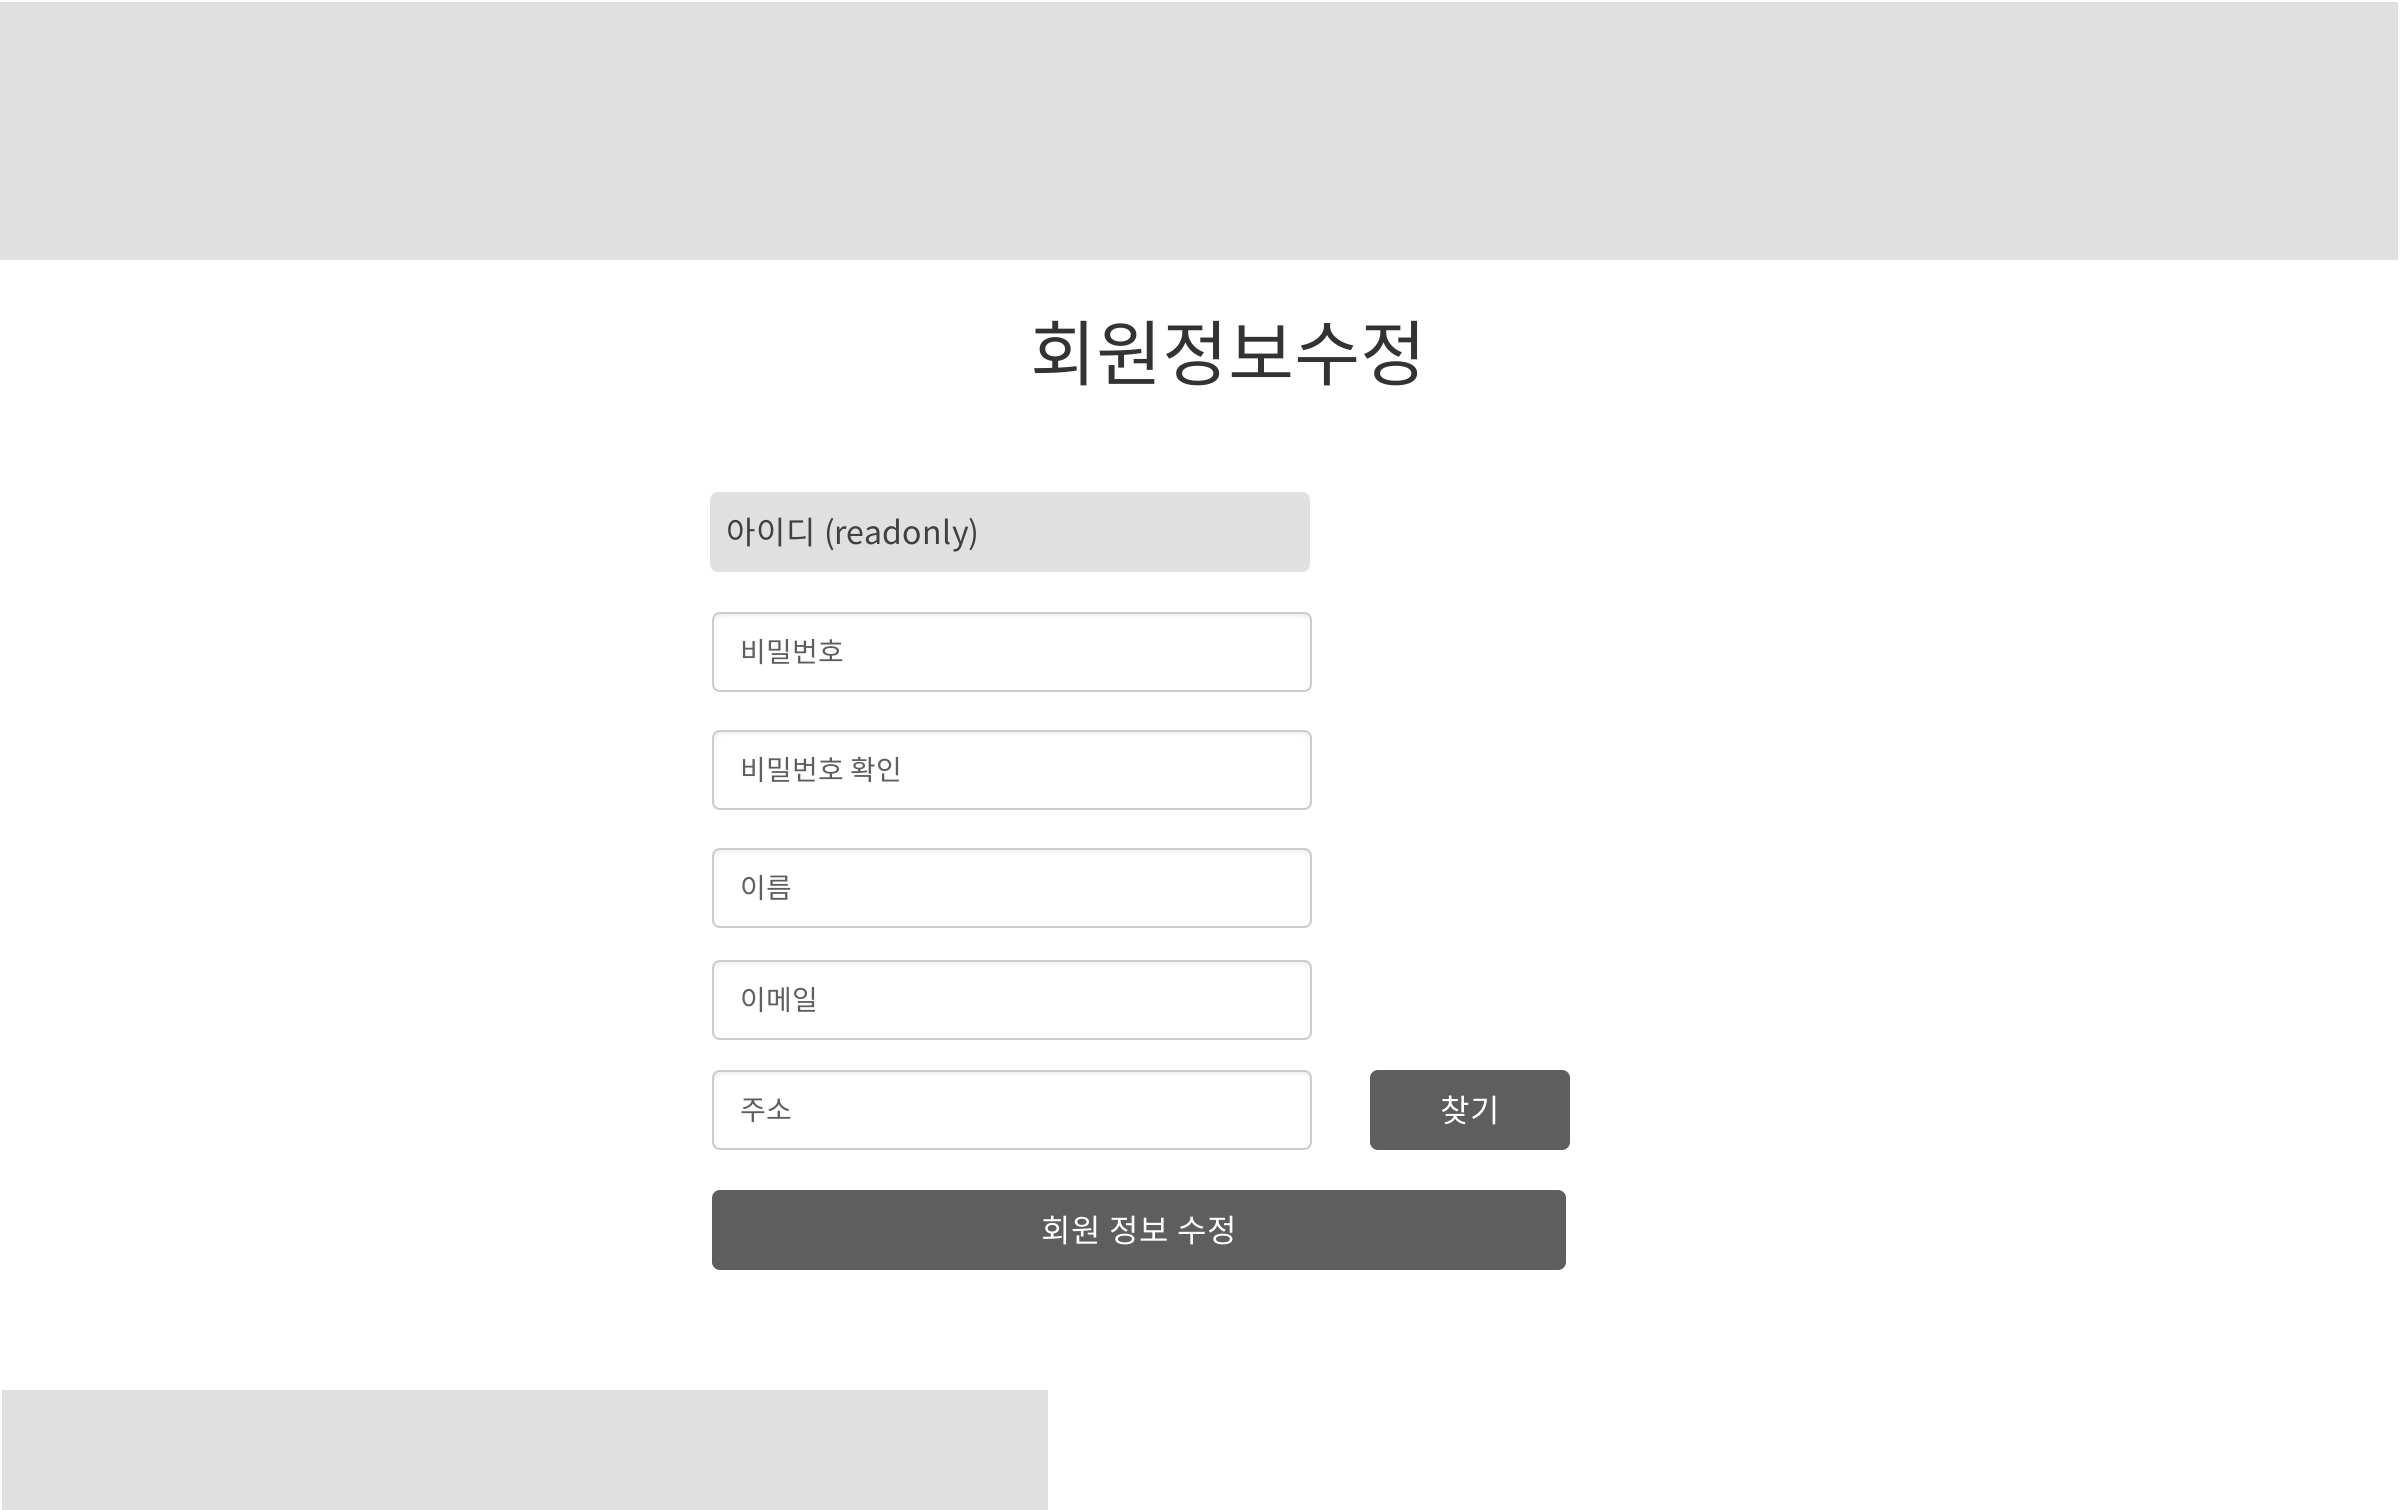 회원정보수정
아이디 (readonly)
비밀번호
비밀번호 확인
이름
이메일
주소
찾기
회원 정보 수정